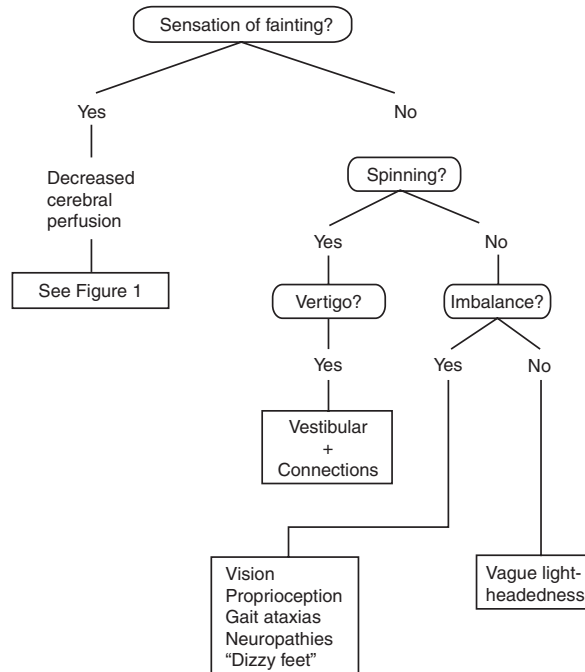 Sensation of fainting?
Yes
No
Decreased
cerebral
perfusion
Spinning?
See Figure 1
Yes
No
Vertigo?
Imbalance?
Yes
Yes
No
Vestibular
+
Connections
Vision
Proprioception
Gait ataxias
Neuropathies
“Dizzy feet”
Vague light-
headedness